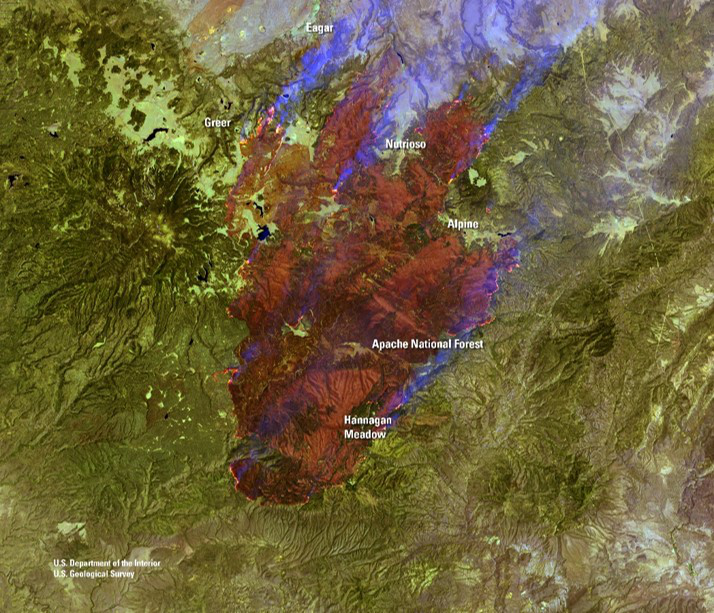 Eagar
Greer
Nutrioso
Alpine
Apache National Forest
Hannagan
Meadow
U.S. Department of the Interior
U.S. Geological Survey